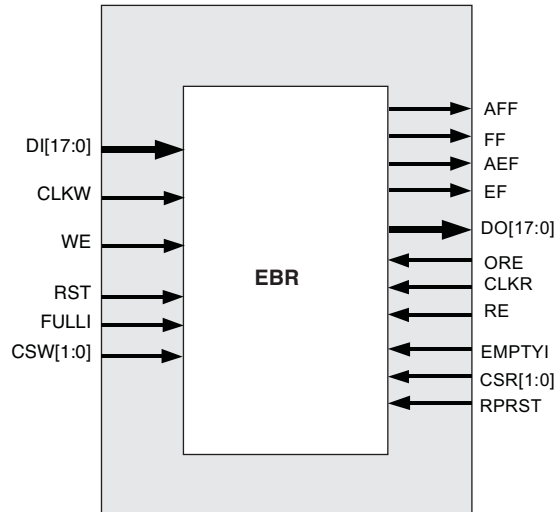 DI[17:0]
CLKW
WE
RST
FULLI
CSW[1:0]
EBR
AFF
FF
AEF
EF
DO[17:0]
ORE
CLKR
RE
EMPTYI
CSR[1:0]
RPRST